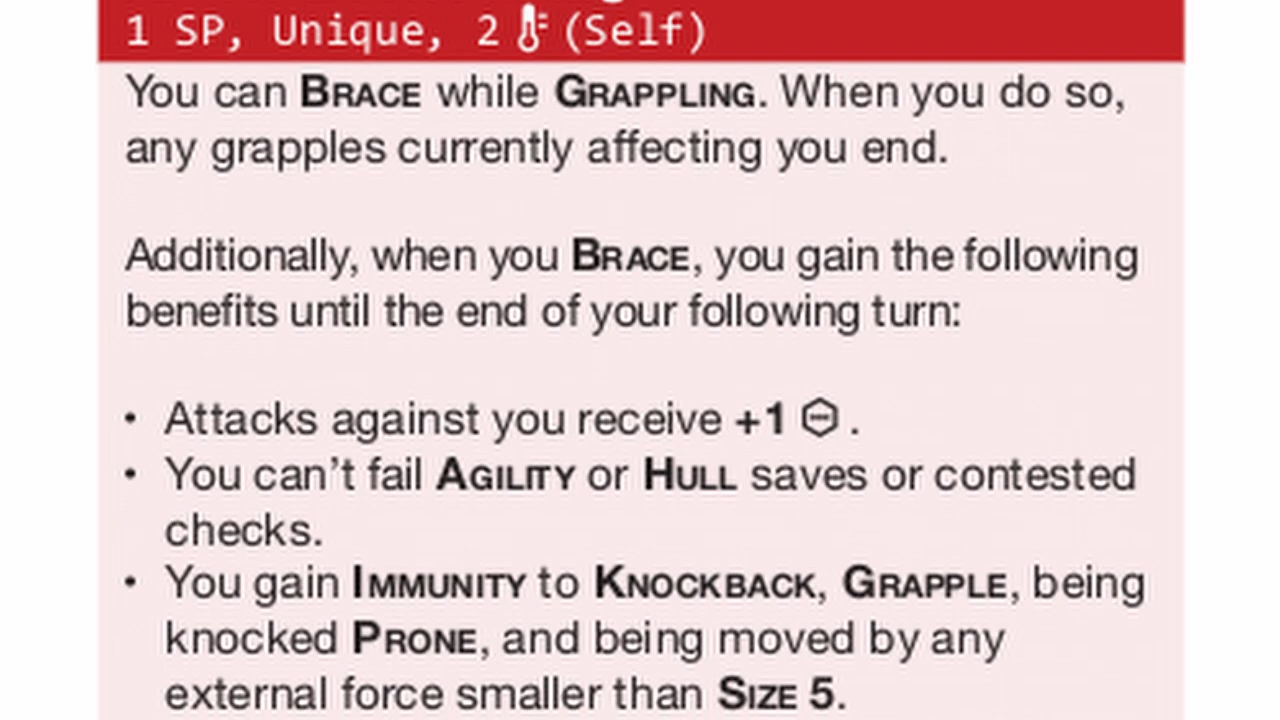 1 SP, Unique, 2 (Self)
You can BRACE while GRAPPLING. When you do so,
any grapples currently affecting you end.
Additionally, when you BRACE, you gain the following
benefits until the end of your following turn:
• Attacks against you receive +1 .
• You can’t fail AGILITY or HULL saves or contested
checks.
• You gain IMMUNITY to KNOCKBACK, GRAPPLE, being
knocked PRONE, and being moved by any
external force smaller than SIZE 5.